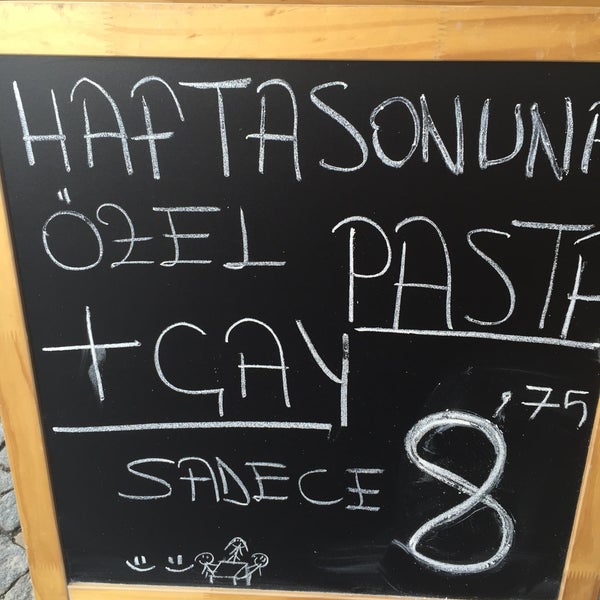 HAFTASONUNA
ÖZEL PASTA
+ ÇAY
SADECE 8,75